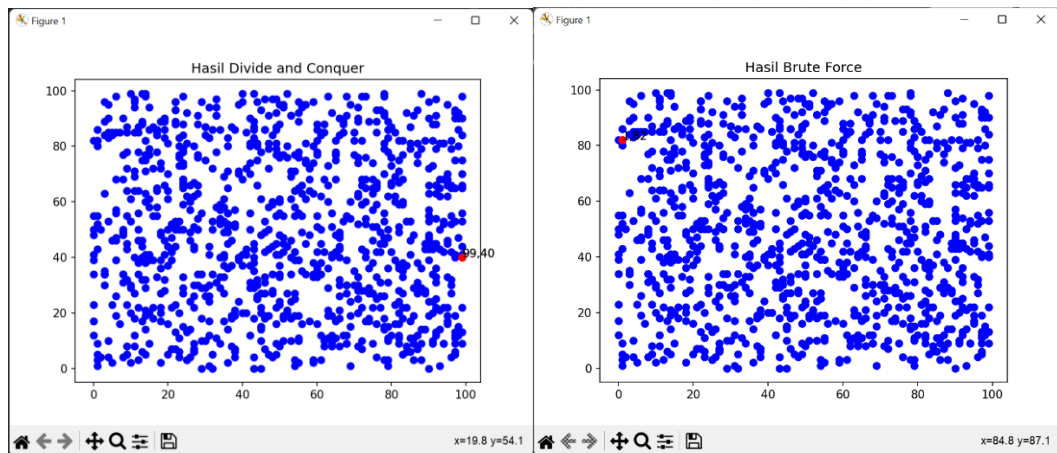 Figure 1
Hasil Divide and Conquer
100
80
60
40
20
0
99,40
0 20 40 60 80 100
x=19.8 y=54.1
Figure 1
Hasil Brute Force
100
80
60
40
20
0
0 20 40 60 80 100
x=84.8 y=87.1